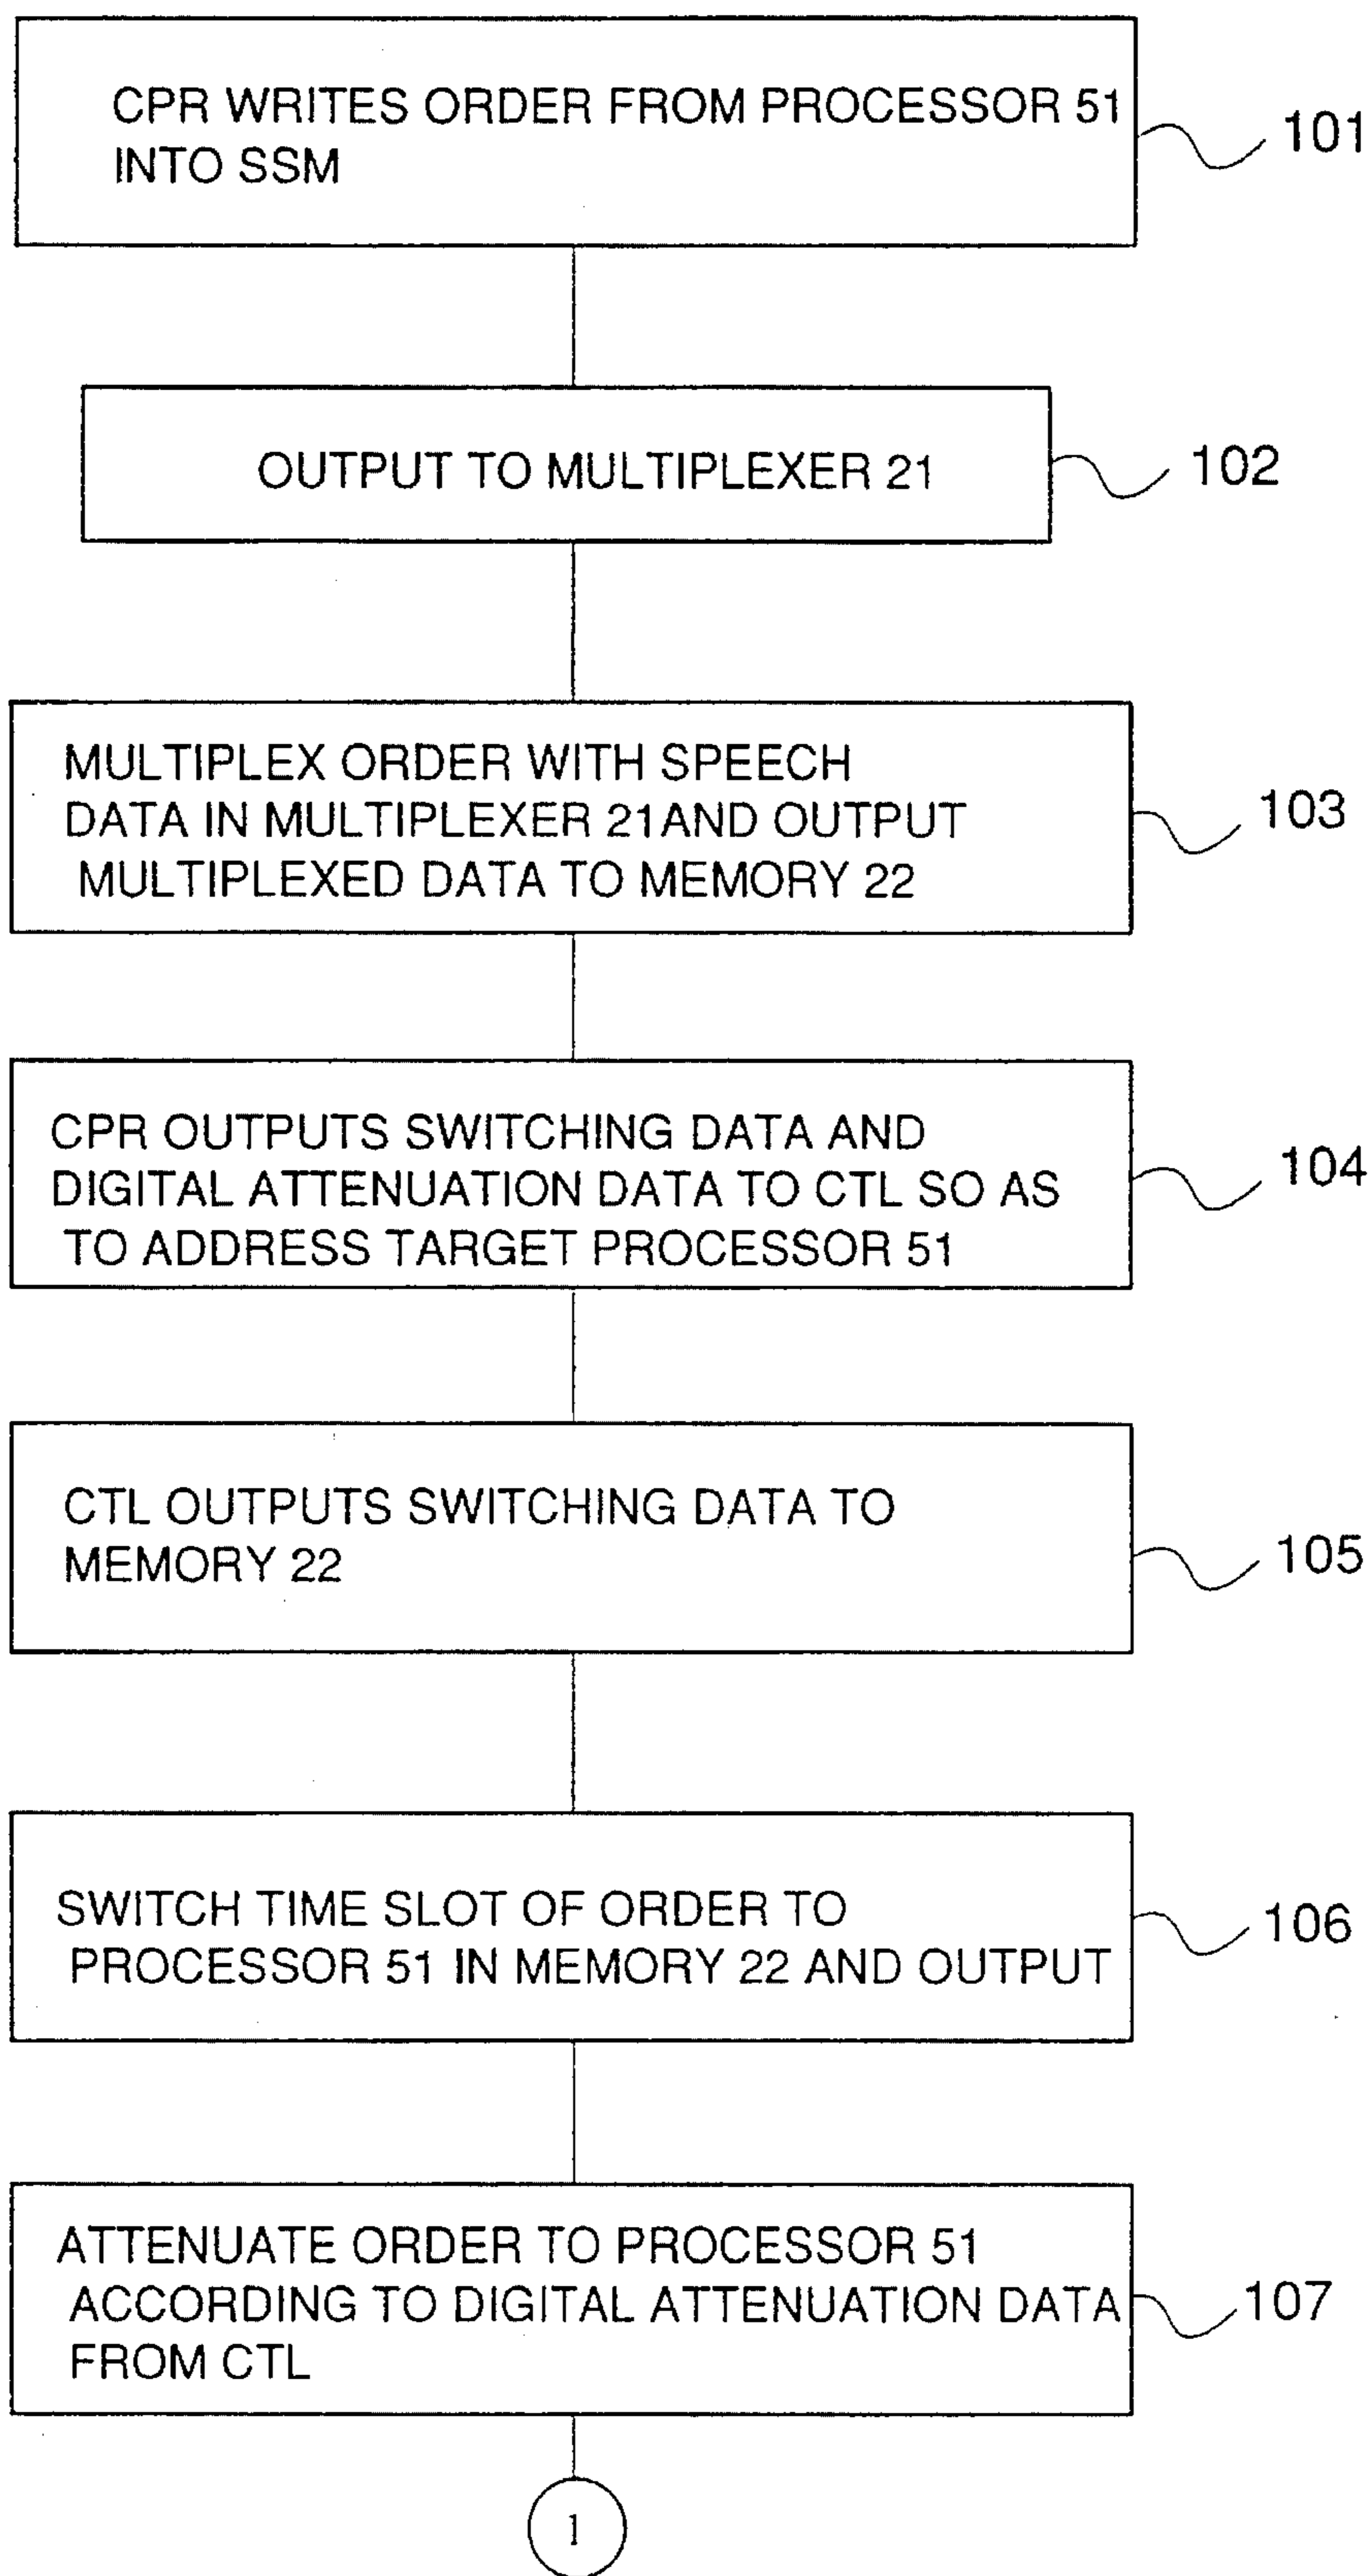 CPR WRITES ORDER FROM PROCESSOR 51
INTO SSM
101
OUTPUT TO MULTIPLEXER 21
102
MULTIPLEX ORDER WITH SPEECH
DATA IN MULTIPLEXER 21AND OUTPUT
MULTIPLEXED DATA TO MEMORY 22
103
CPR OUTPUTS SWITCHING DATA AND
DIGITAL ATTENUATION DATA TO CTL SO AS
TO ADDRESS TARGET PROCESSOR 51
104
CTL OUTPUTS SWITCHING DATA TO
MEMORY 22
105
SWITCH TIME SLOT OF ORDER TO
PROCESSOR 51 IN MEMORY 22 AND OUTPUT
106
ATTENUATE ORDER TO PROCESSOR 51
ACCORDING TO DIGITAL ATTENUATION DATA
FROM CTL
107
1